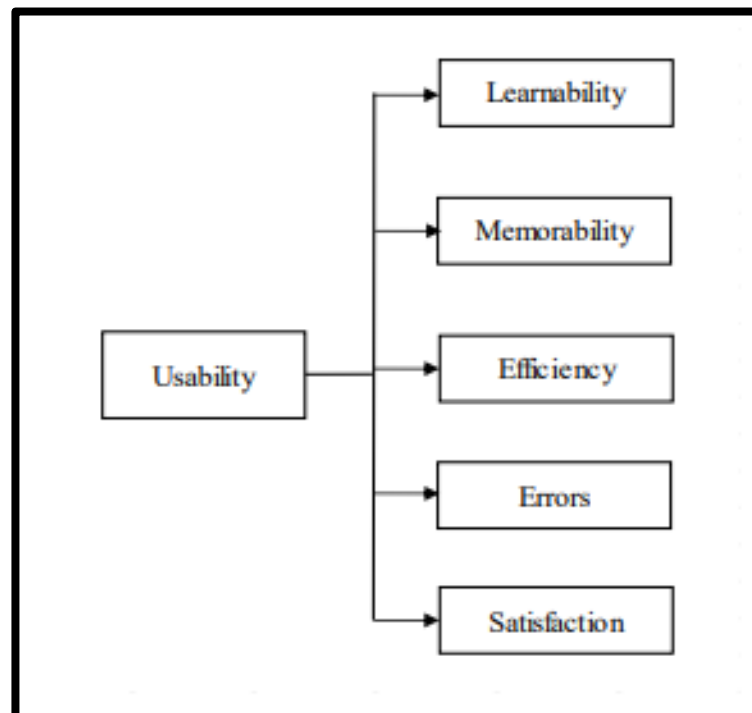 Learnability
Memorability
Usability
Efficiency
Errors
Satisfaction